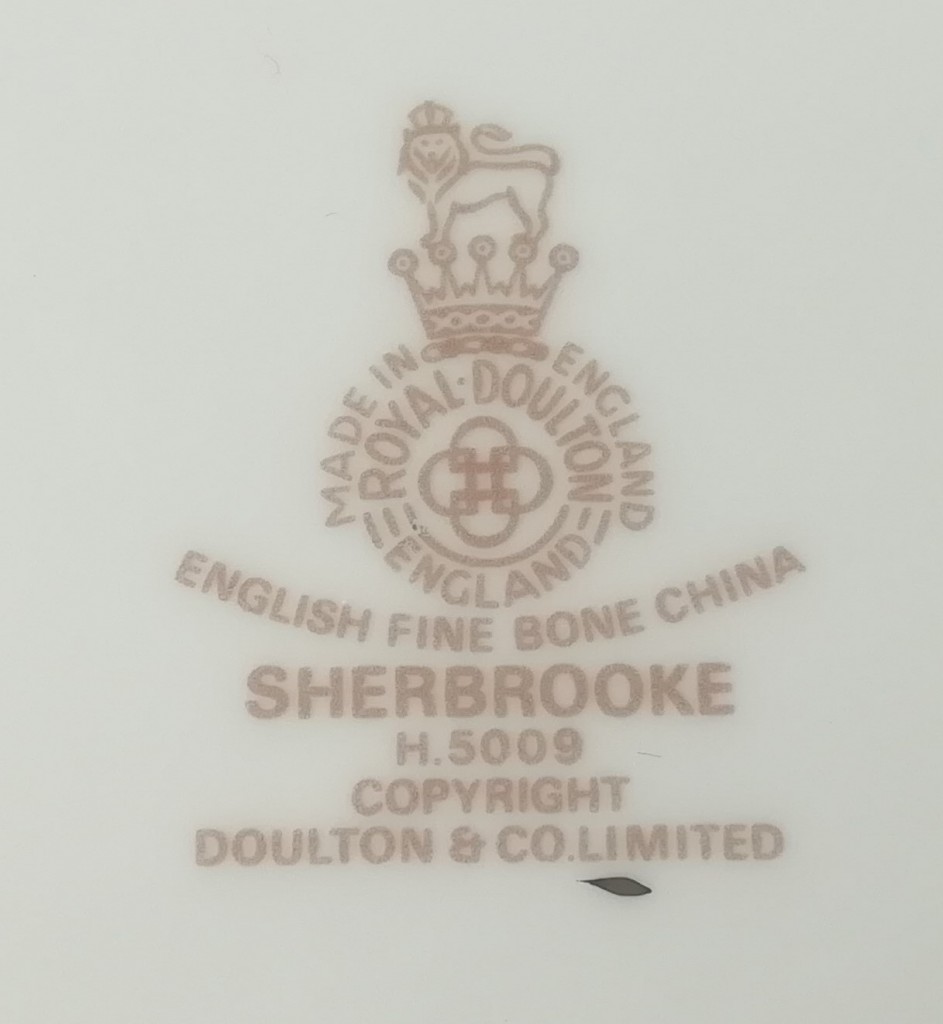 MADE IN ENGLAND
ROYAL·DOULTON
ENGLAND
ENGLISH FINE BONE CHINA
SHERBROOKE
H.5009
COPYRIGHT
DOULTON & CO.LIMITED